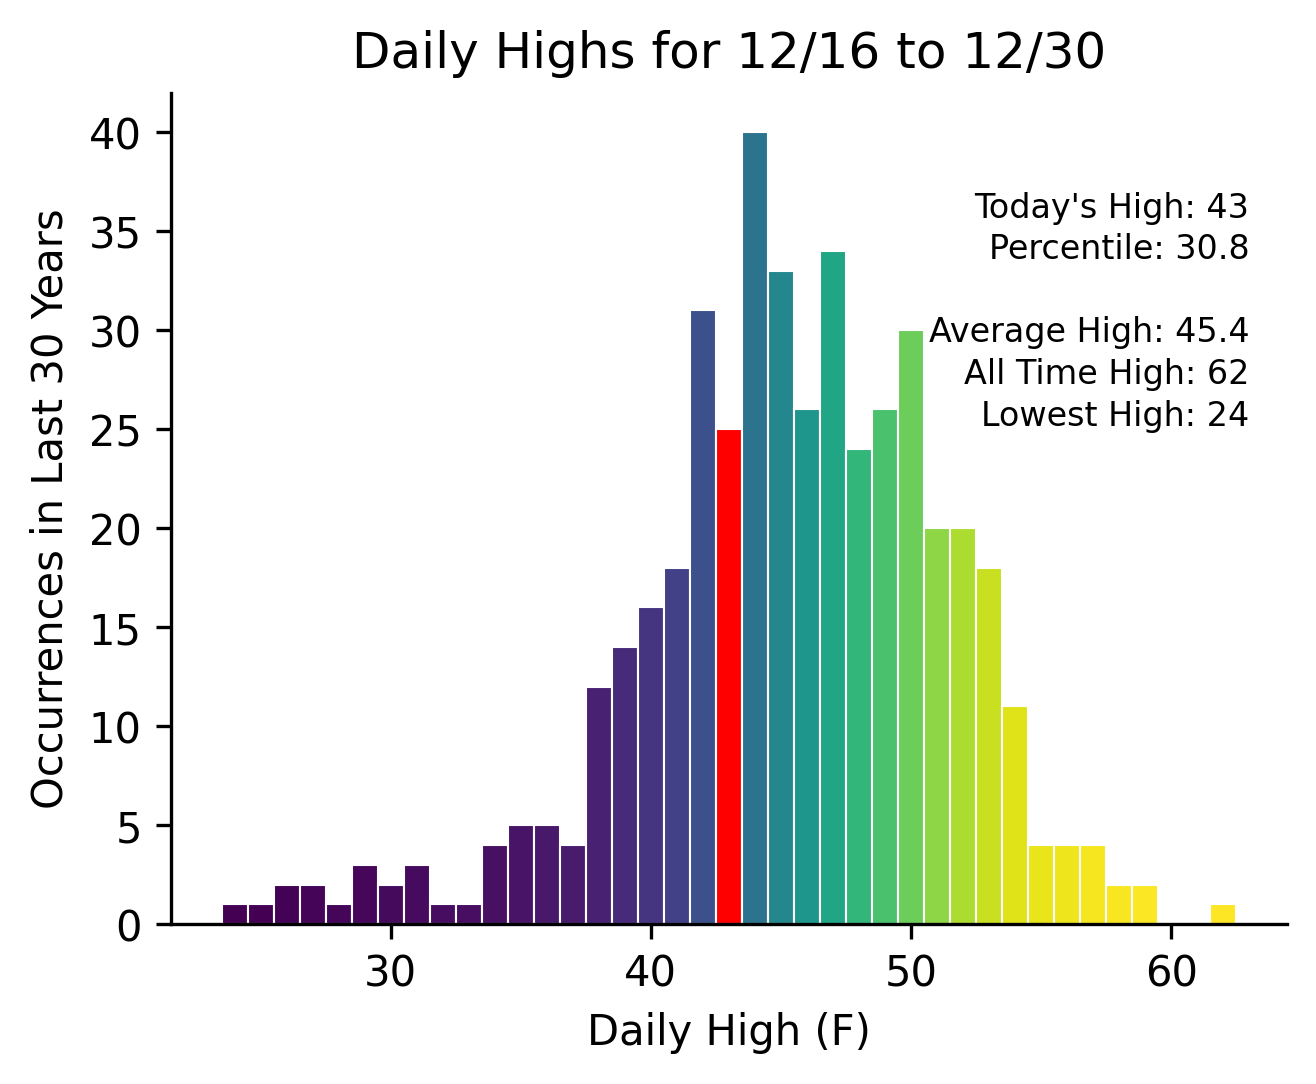 Daily Highs for 12/16 to 12/30
Occurrences in Last 30 Years
40
35
30
25
20
15
10
5
0
Today's High: 43
Percentile: 30.8
Average High: 45.4
All Time High: 62
Lowest High: 24
30
40
50
60
Daily High (F)